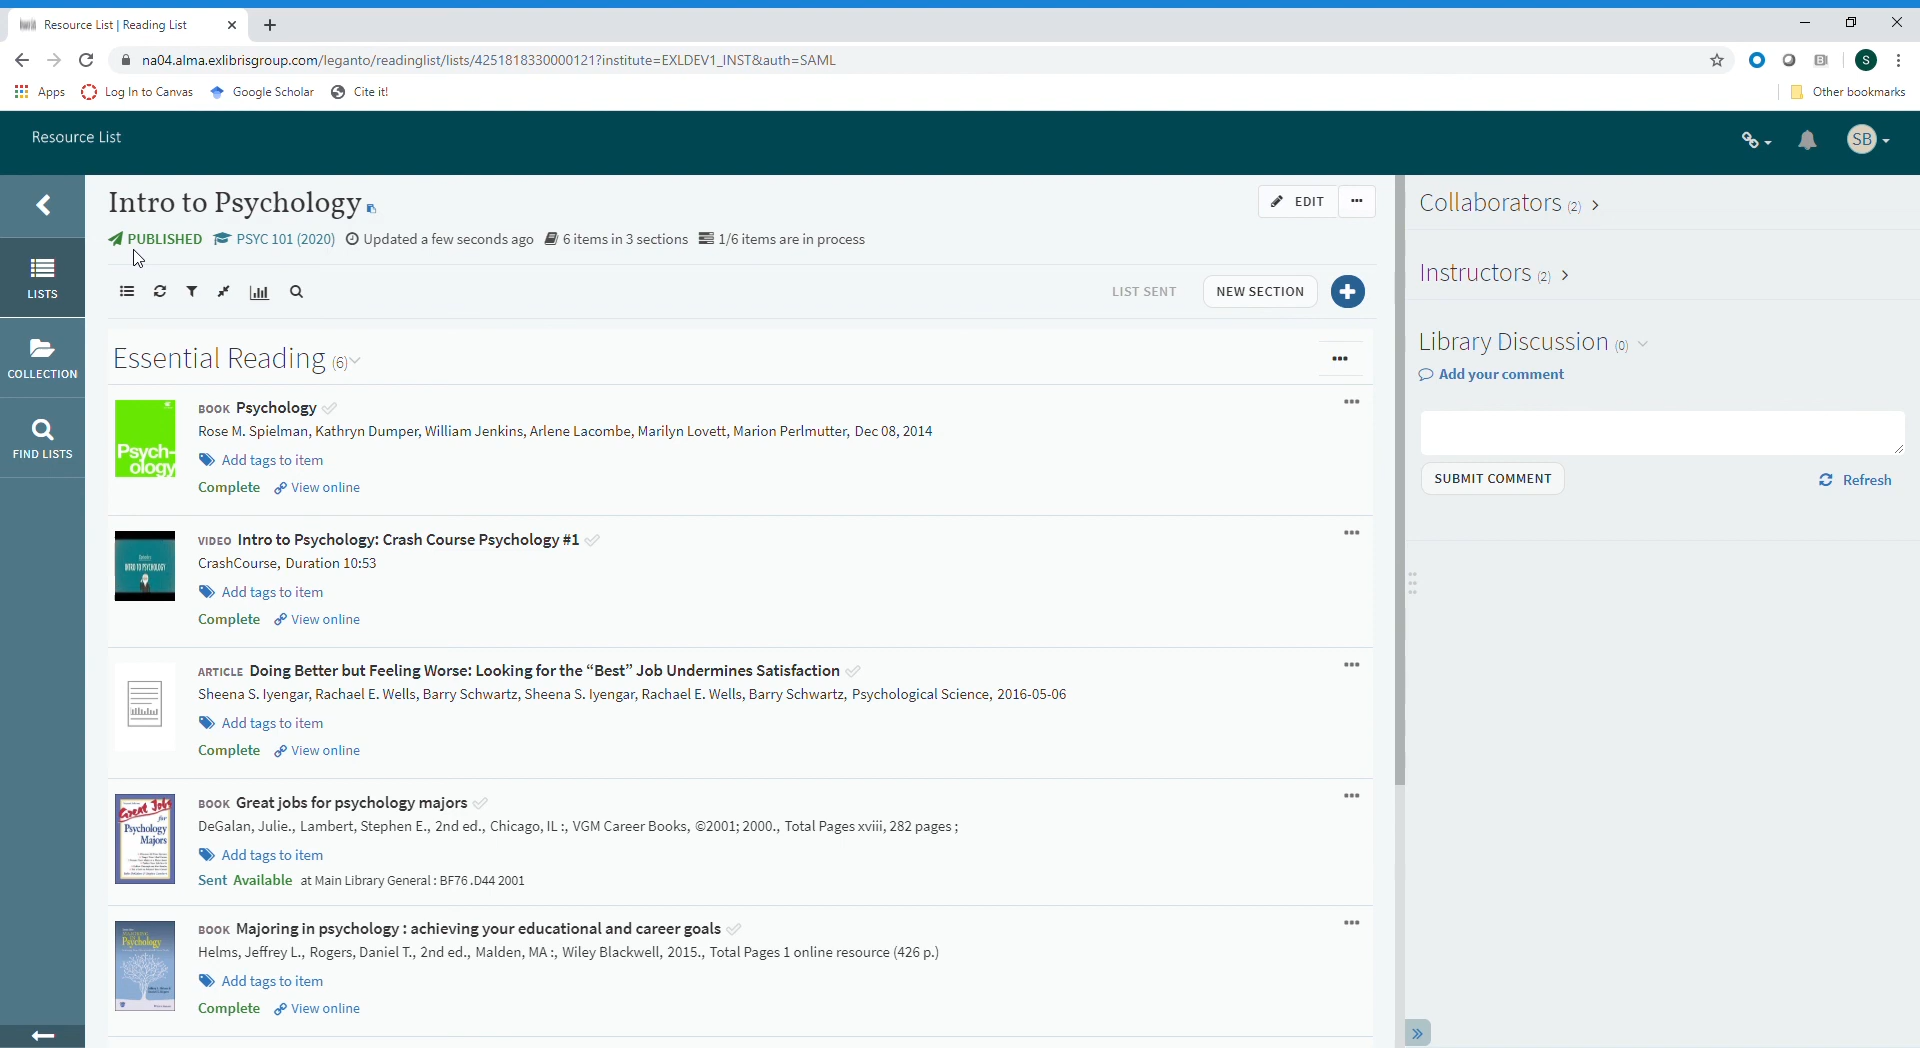 Resource List | Reading List
na04.alma.exlibrisgroup.com/leganto/readinglist/lists/4251818330000121?institute=EXLDEV1_INST&auth=SAML
S
Apps Log In to Canvas Google Scholar Cite it! Other bookmarks
Resource List
SB
Intro to Psychology
EDIT
PUBLISHED PSYC 101 (2020) Updated a few seconds ago 6 items in 3 sections 1/6 items are in process
LISTS
COLLECTION
FIND LISTS
LIST SENT NEW SECTION
Essential Reading (6)
Psych-
ology
BOOK Psychology
Rose M. Spielman, Kathryn Dumper, William Jenkins, Arlene Lacombe, Marilyn Lovett, Marion Perlmutter, Dec 08, 2014
Add tags to item
Complete View online
INTRO TO PSYCHOLOGY
VIDEO Intro to Psychology: Crash Course Psychology #1
CrashCourse, Duration 10:53
Add tags to item
Complete View online
ARTICLE Doing Better but Feeling Worse: Looking for the “Best” Job Undermines Satisfaction
Sheena S. Iyengar, Rachael E. Wells, Barry Schwartz, Sheena S. Iyengar, Rachael E. Wells, Barry Schwartz, Psychological Science, 2016-05-06
Add tags to item
Complete View online
Great Jobs
for
Psychology
Majors
BOOK Great jobs for psychology majors
DeGalan, Julie., Lambert, Stephen E., 2nd ed., Chicago, IL :, VGM Career Books, ©2001; 2000., Total Pages xviii, 282 pages ;
Add tags to item
Sent Available at Main Library General : BF76 .D44 2001
Psychology
BOOK Majoring in psychology : achieving your educational and career goals
Helms, Jeffrey L., Rogers, Daniel T., 2nd ed., Malden, MA :, Wiley Blackwell, 2015., Total Pages 1 online resource (426 p.)
Add tags to item
Complete View online
Collaborators (2)
Instructors (2)
Library Discussion (0)
Add your comment
SUBMIT COMMENT Refresh